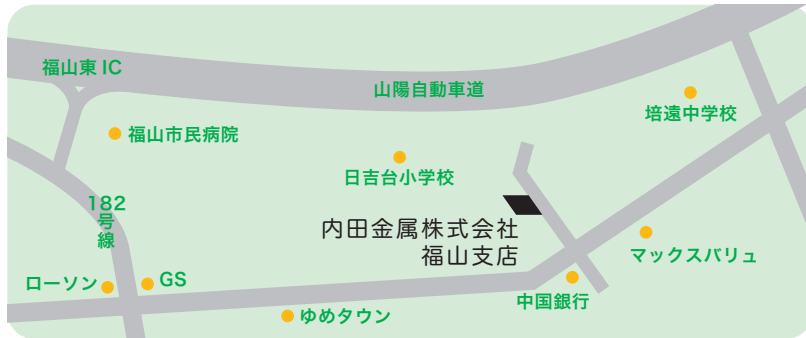 福山東 IC
山陽自動車道
培遠中学校
福山市民病院
日吉台小学校
182
号
線
内田金属株式会社
福山支店
マックスバリュ
ローソン
GS
中国銀行
ゆめタウン